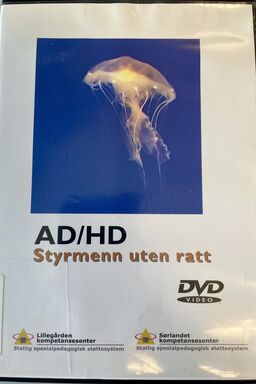 AD/HD
Styrmenn uten ratt
DVD
VIDEO
Lillegården
kompetansesenter
Statlig spesialpedagogisk støttesystem
Sørlandet
kompetansesenter
Statlig spesialpedagogisk støttesystem